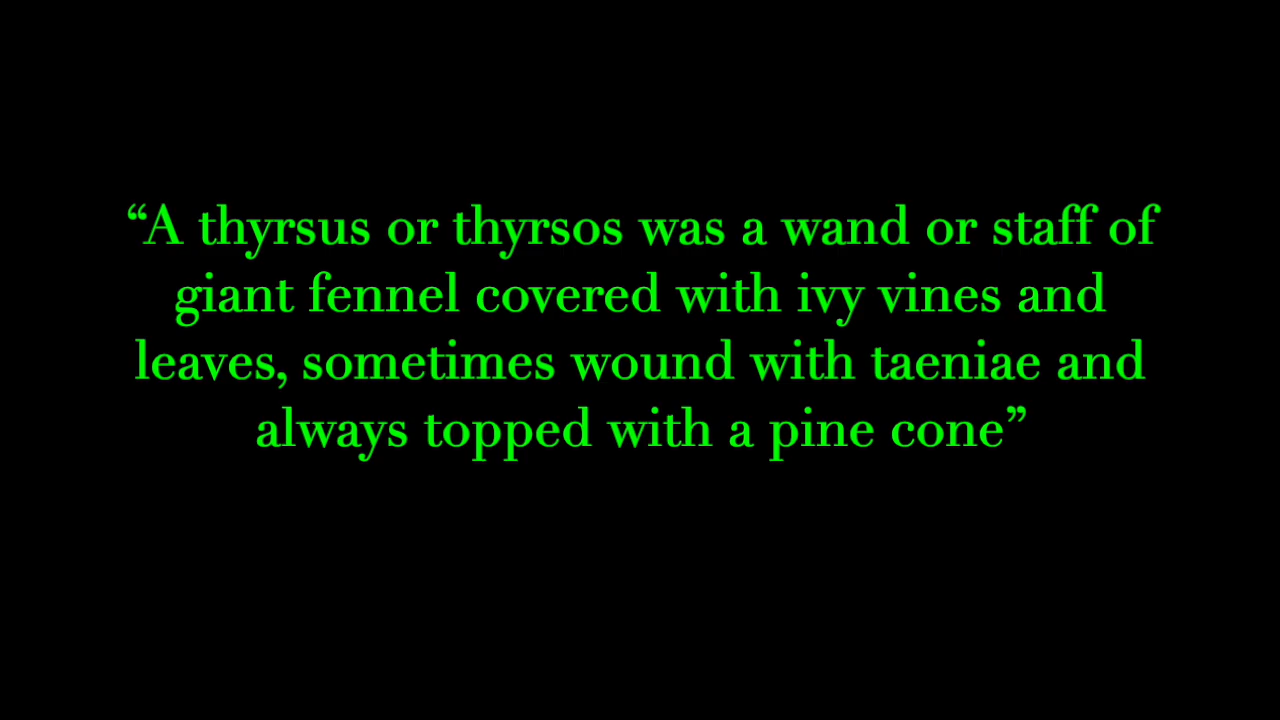 “A thyrsus or thyrsos was a wand or staff of
giant fennel covered with ivy vines and
leaves, sometimes wound with taeniae and
always topped with a pine cone”